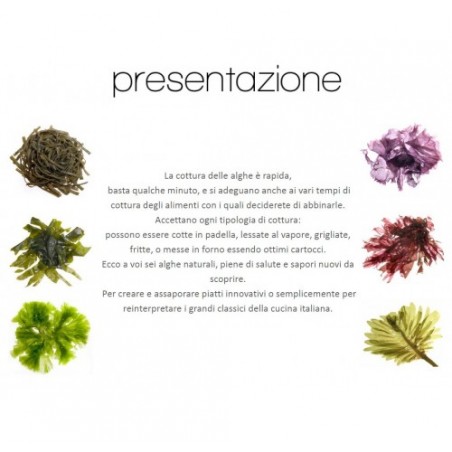 presentazione
La cottura delle alghe è rapida,
basta qualche minuto, e si adeguano anche ai vari tempi di
cottura degli alimenti con i quali deciderete di abbinarle.
Accettano ogni tipologia di cottura:
possono essere cotte in padella, lessate al vapore, grigliate,
fritte, o messe in forno essendo ottimi cartocci.
Ecco a voi sei alghe naturali, piene di salute e sapori nuovi da
scoprire.
Per creare e assaporare piatti innovativi o semplicemente per
reinterpretare i grandi classici della cucina italiana.